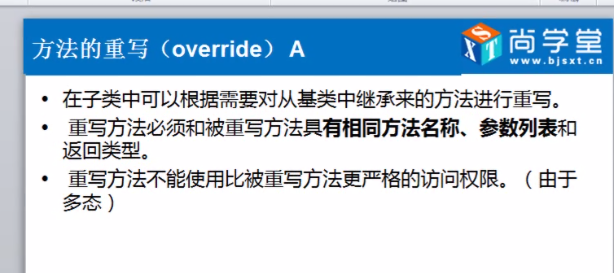 方法的重写（override） A
SXT 尚学堂
www.bjsxt.cn
• 在子类中可以根据需要对从基类中继承来的方法进行重写。
• 重写方法必须和被重写方法具有相同方法名称、参数列表和
返回类型。
• 重写方法不能使用比被重写方法更严格的访问权限。（由于
多态）